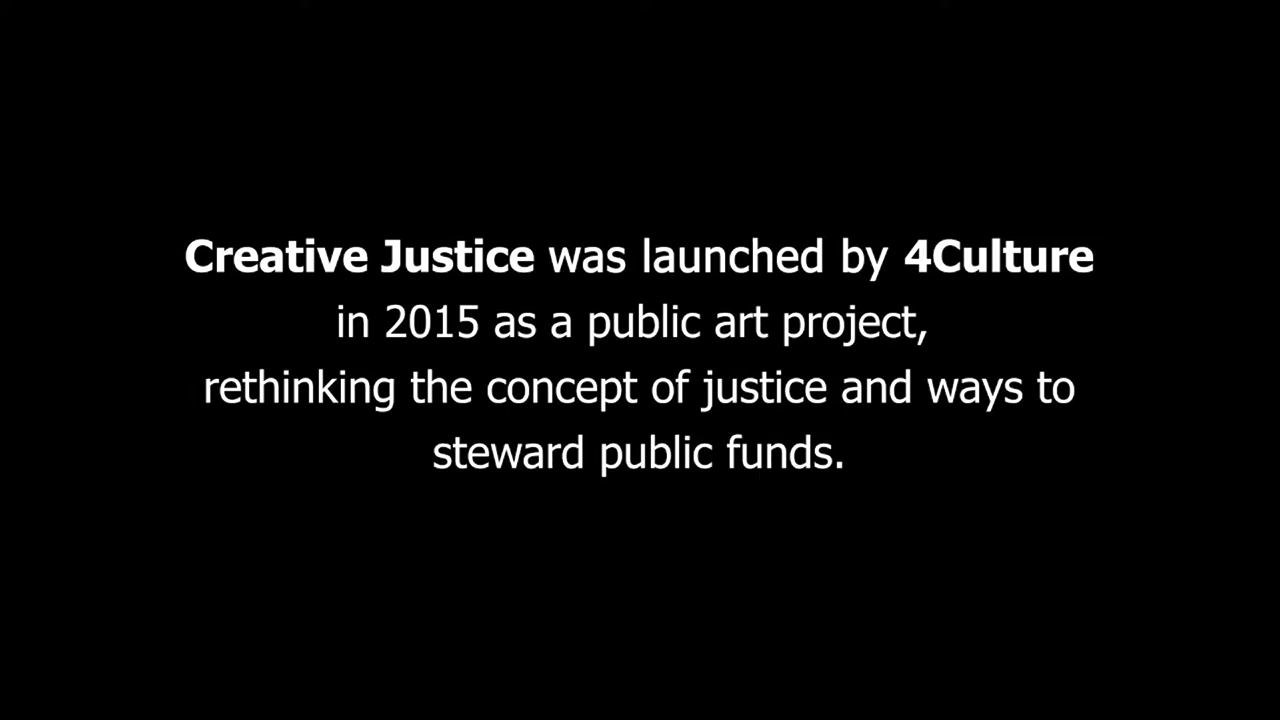 Creative Justice was launched by 4Culture
in 2015 as a public art project,
rethinking the concept of justice and ways to
steward public funds.